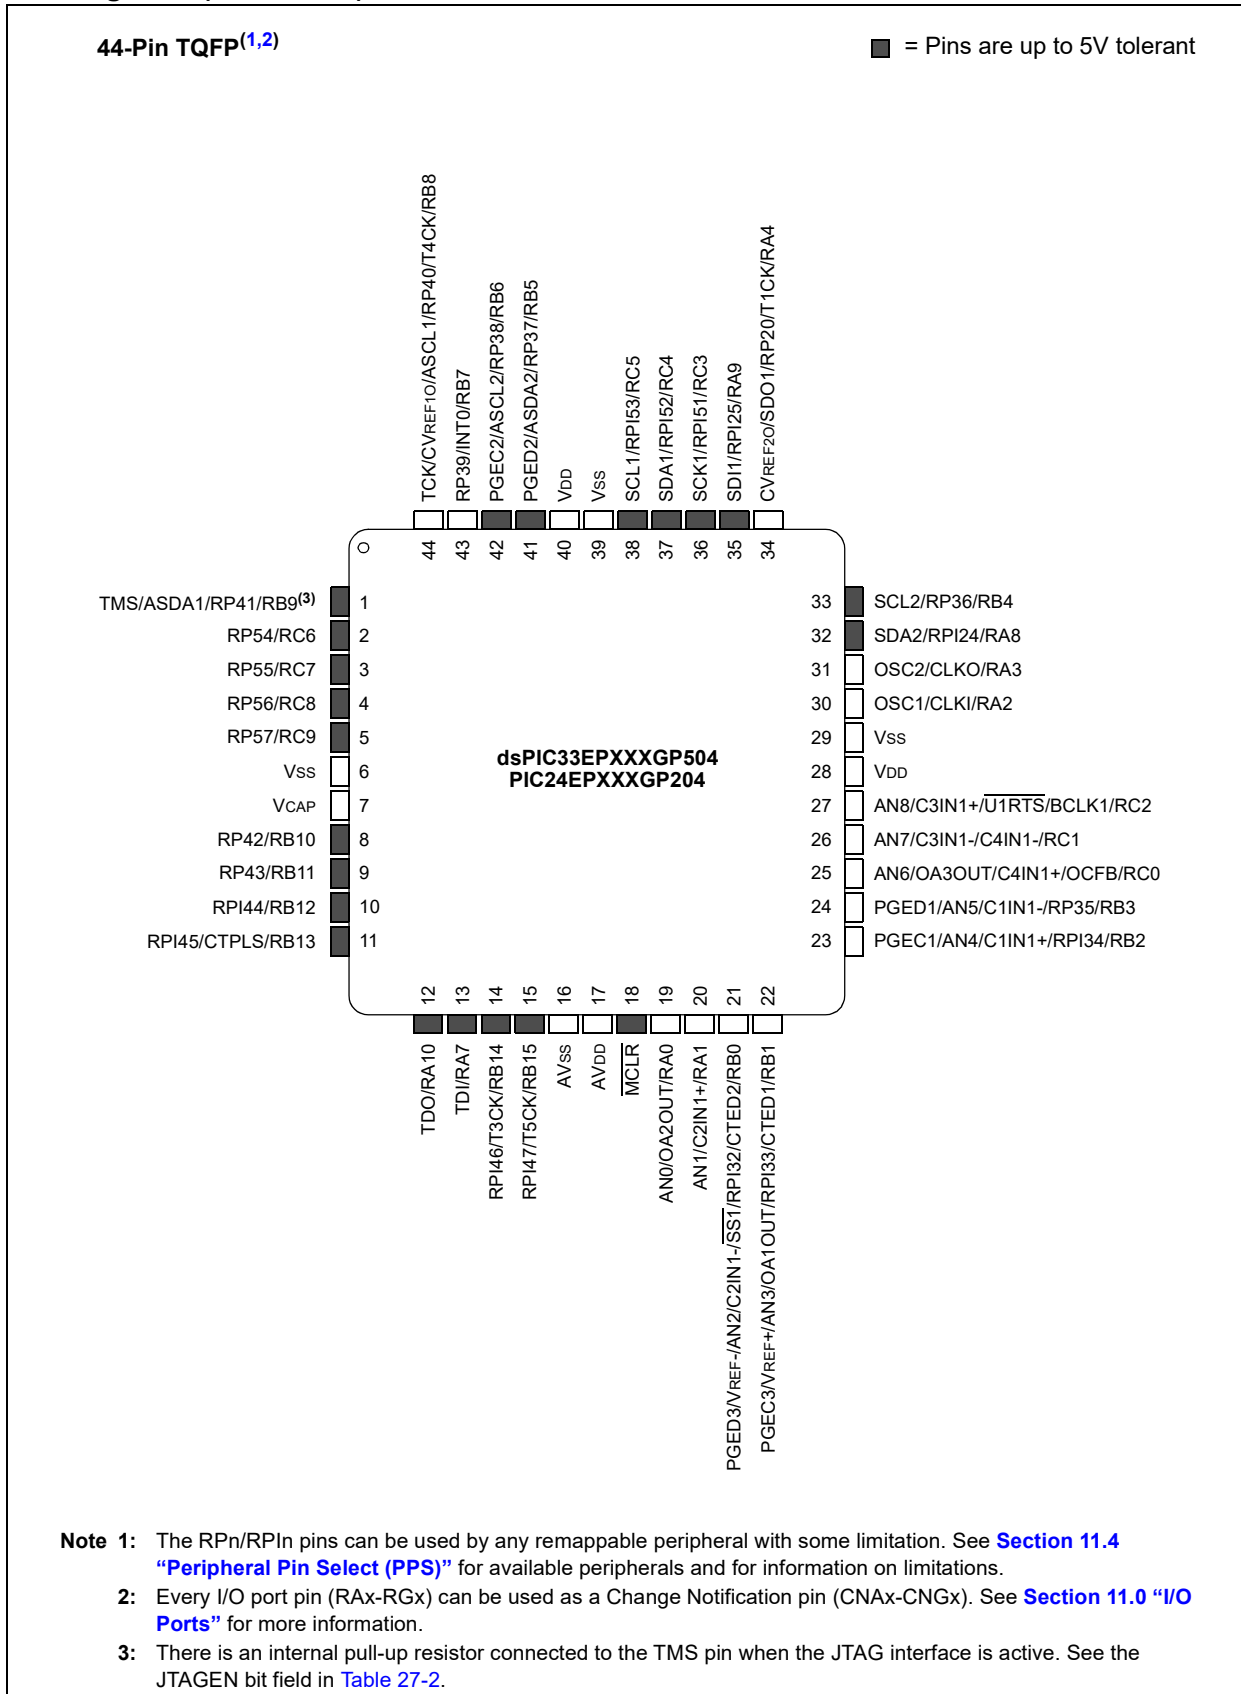 44-Pin TQFP(1,2)
= Pins are up to 5V tolerant
TCK/CVREF1O/ASCL1/RP40/T4CK/RB8
RP39/INT0/RB7
PGEC2/ASCL2/RP38/RB6
PGED2/ASDA2/RP37/RB5
VDD
VSS
SCL1/RPI53/RC5
SDA1/RPI52/RC4
SCK1/RPI51/RC3
SDI1/RPI25/RA9
CVREF2O/SDO1/RP20/T1CK/RA4
44
43
42
41
40
39
38
37
36
35
34
TMS/ASDA1/RP41/RB9(3) 1
RP54/RC6 2
RP55/RC7 3
RP56/RC8 4
RP57/RC9 5
VSS 6
VCAP 7
RP42/RB10 8
RP43/RB11 9
RPI44/RB12 10
RPI45/CTPLS/RB13 11
dsPIC33EPXXXGP504
PIC24EPXXXGP204
33 SCL2/RP36/RB4
32 SDA2/RPI24/RA8
31 OSC2/CLKO/RA3
30 OSC1/CLKI/RA2
29 VSS
28 VDD
27 AN8/C3IN1+/U1RTS/BCLK1/RC2
26 AN7/C3IN1-/C4IN1-/RC1
25 AN6/OA3OUT/C4IN1+/OCFB/RC0
24 PGED1/AN5/C1IN1-/RP35/RB3
23 PGEC1/AN4/C1IN1+/RPI34/RB2
12
13
14
15
16
17
18
19
20
21
22
TDO/RA10
TDI/RA7
RPI46/T3CK/RB14
RPI47/T5CK/RB15
AVSS
AVDD
MCLR
AN0/OA2OUT/RA0
AN1/C2IN1+/RA1
PGED3/VREF-/AN2/C2IN1-/SS1/RPI32/CTED2/RB0
PGEC3/VREF+/AN3/OA1OUT/RPI33/CTED1/RB1
Note 1: The RPn/RPIn pins can be used by any remappable peripheral with some limitation. See Section 11.4
“Peripheral Pin Select (PPS)” for available peripherals and for information on limitations.
2: Every I/O port pin (RAx-RGx) can be used as a Change Notification pin (CNAx-CNGx). See Section 11.0 “I/O
Ports” for more information.
3: There is an internal pull-up resistor connected to the TMS pin when the JTAG interface is active. See the
JTAGEN bit field in Table 27-2.